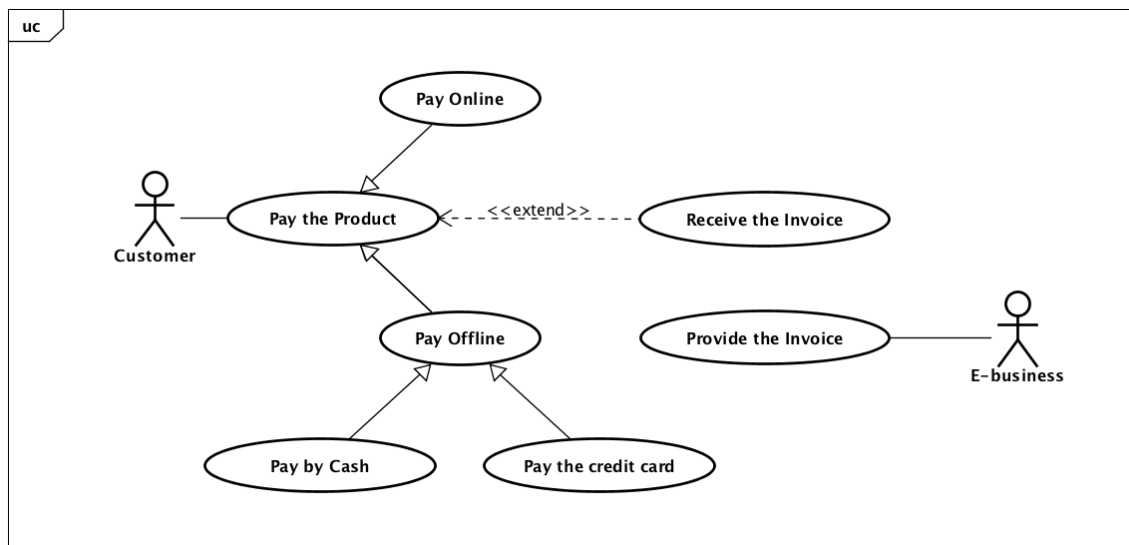 uc
Pay Online
Pay the Product
<<extend>>
Receive the Invoice
Customer
Pay Offline
Provide the Invoice
E-business
Pay by Cash
Pay the credit card